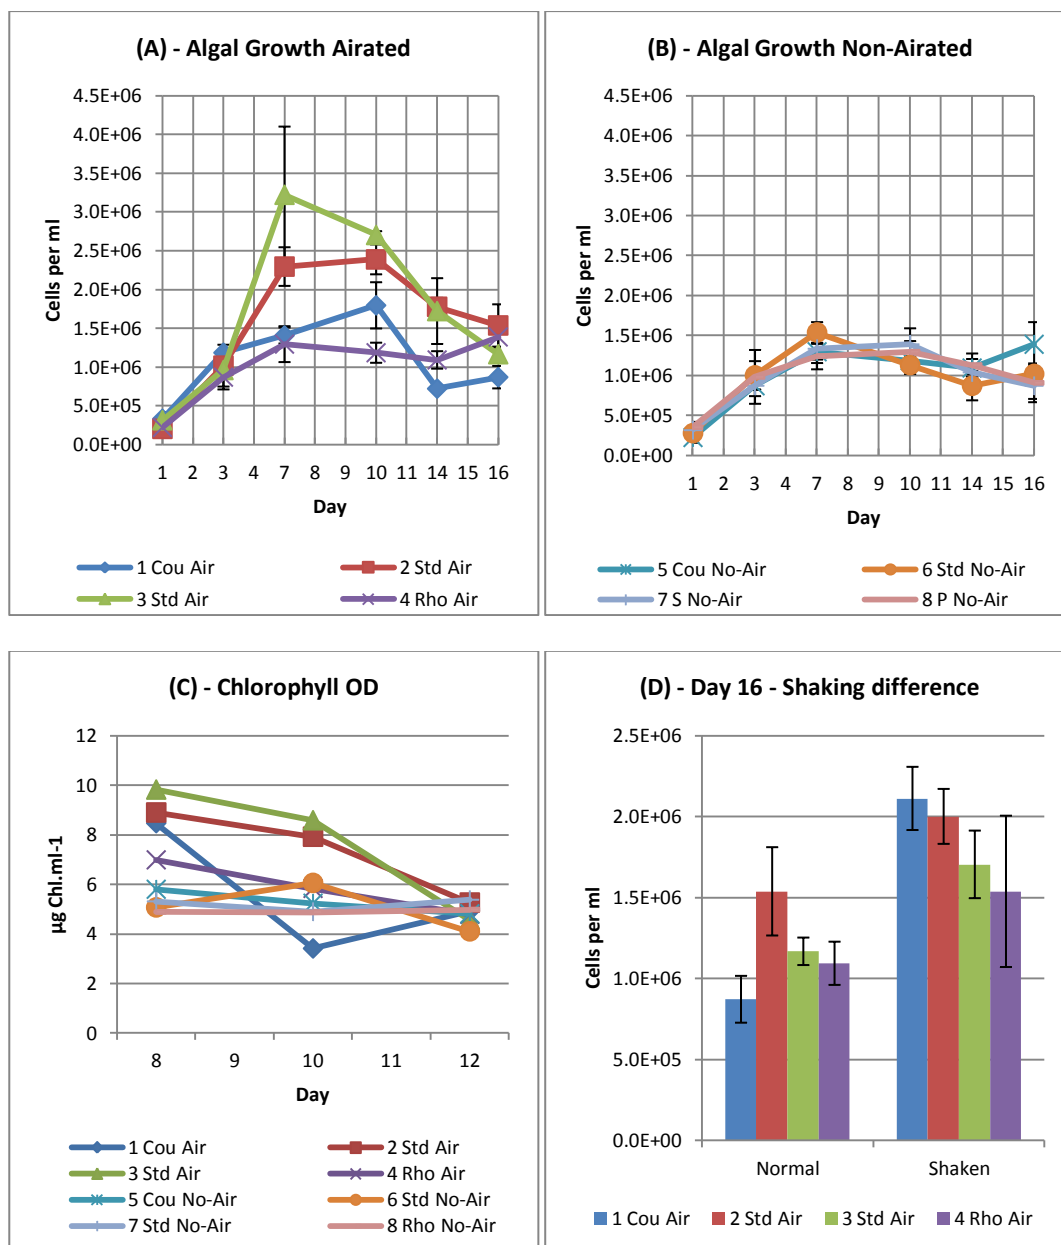 (A) - Algal Growth Airated
Cells per ml
4.5E+06
4.0E+06
3.5E+06
3.0E+06
2.5E+06
2.0E+06
1.5E+06
1.0E+06
5.0E+05
0.0E+00
1 2 3 4 7 8 9 10 14 15 16
Day
1 Cou Air 2 Std Air
3 Std Air 4 Rho Air
(B) - Algal Growth Non-Airated
Cells per ml
4.5E+06
4.0E+06
3.5E+06
3.0E+06
2.5E+06
2.0E+06
1.5E+06
1.0E+06
5.0E+05
0.0E+00
1 2 3 4 7 8 9 10 14 15 16
Day
5 Cou No-Air 6 Std No-Air
7 S No-Air 8 P No-Air
(C) - Chlorophyll OD
µg Chl.ml-1
12
10
8
6
4
2
0
8 9 10 11 12
Day
1 Cou Air 2 Std Air
3 Std Air 4 Rho Air
5 Cou No-Air 6 Std No-Air
7 Std No-Air 8 Rho No-Air
(D) - Day 16 - Shaking difference
Cells per ml
2.5E+06
2.0E+06
1.5E+06
1.0E+06
5.0E+05
0.0E+00
Normal Shaken
1 Cou Air 2 Std Air 3 Std Air 4 Rho Air